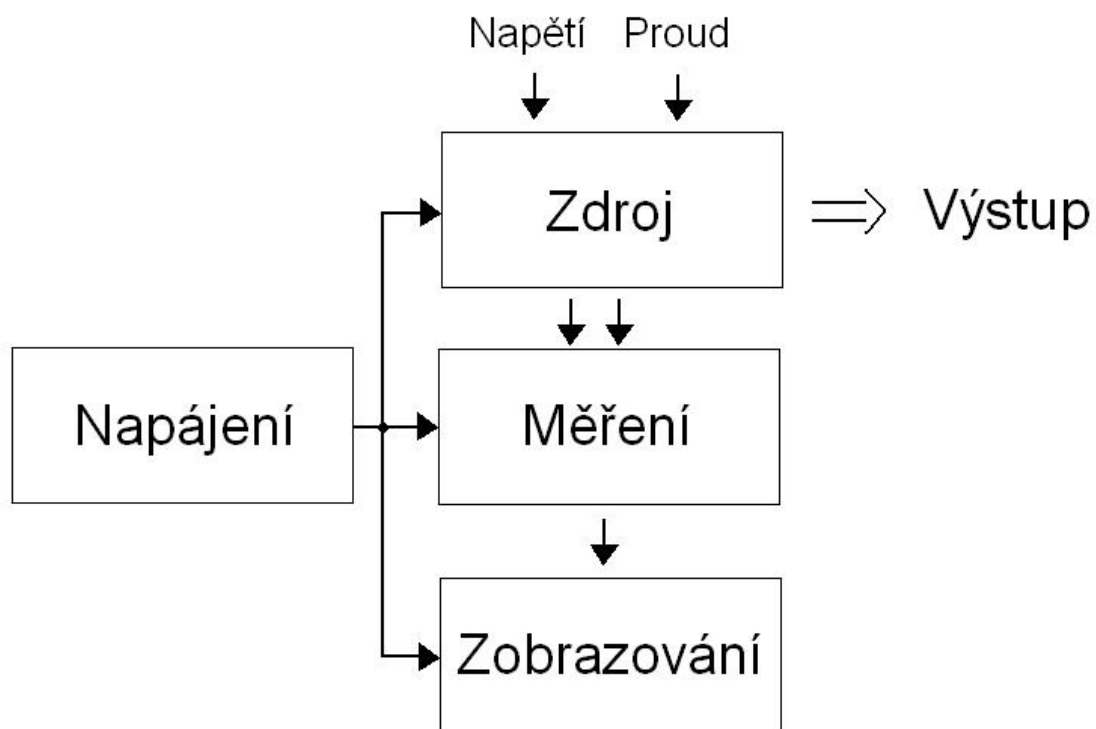 Napětí Proud
Zdroj
Výstup
Napájení
Měření
Zobrazování